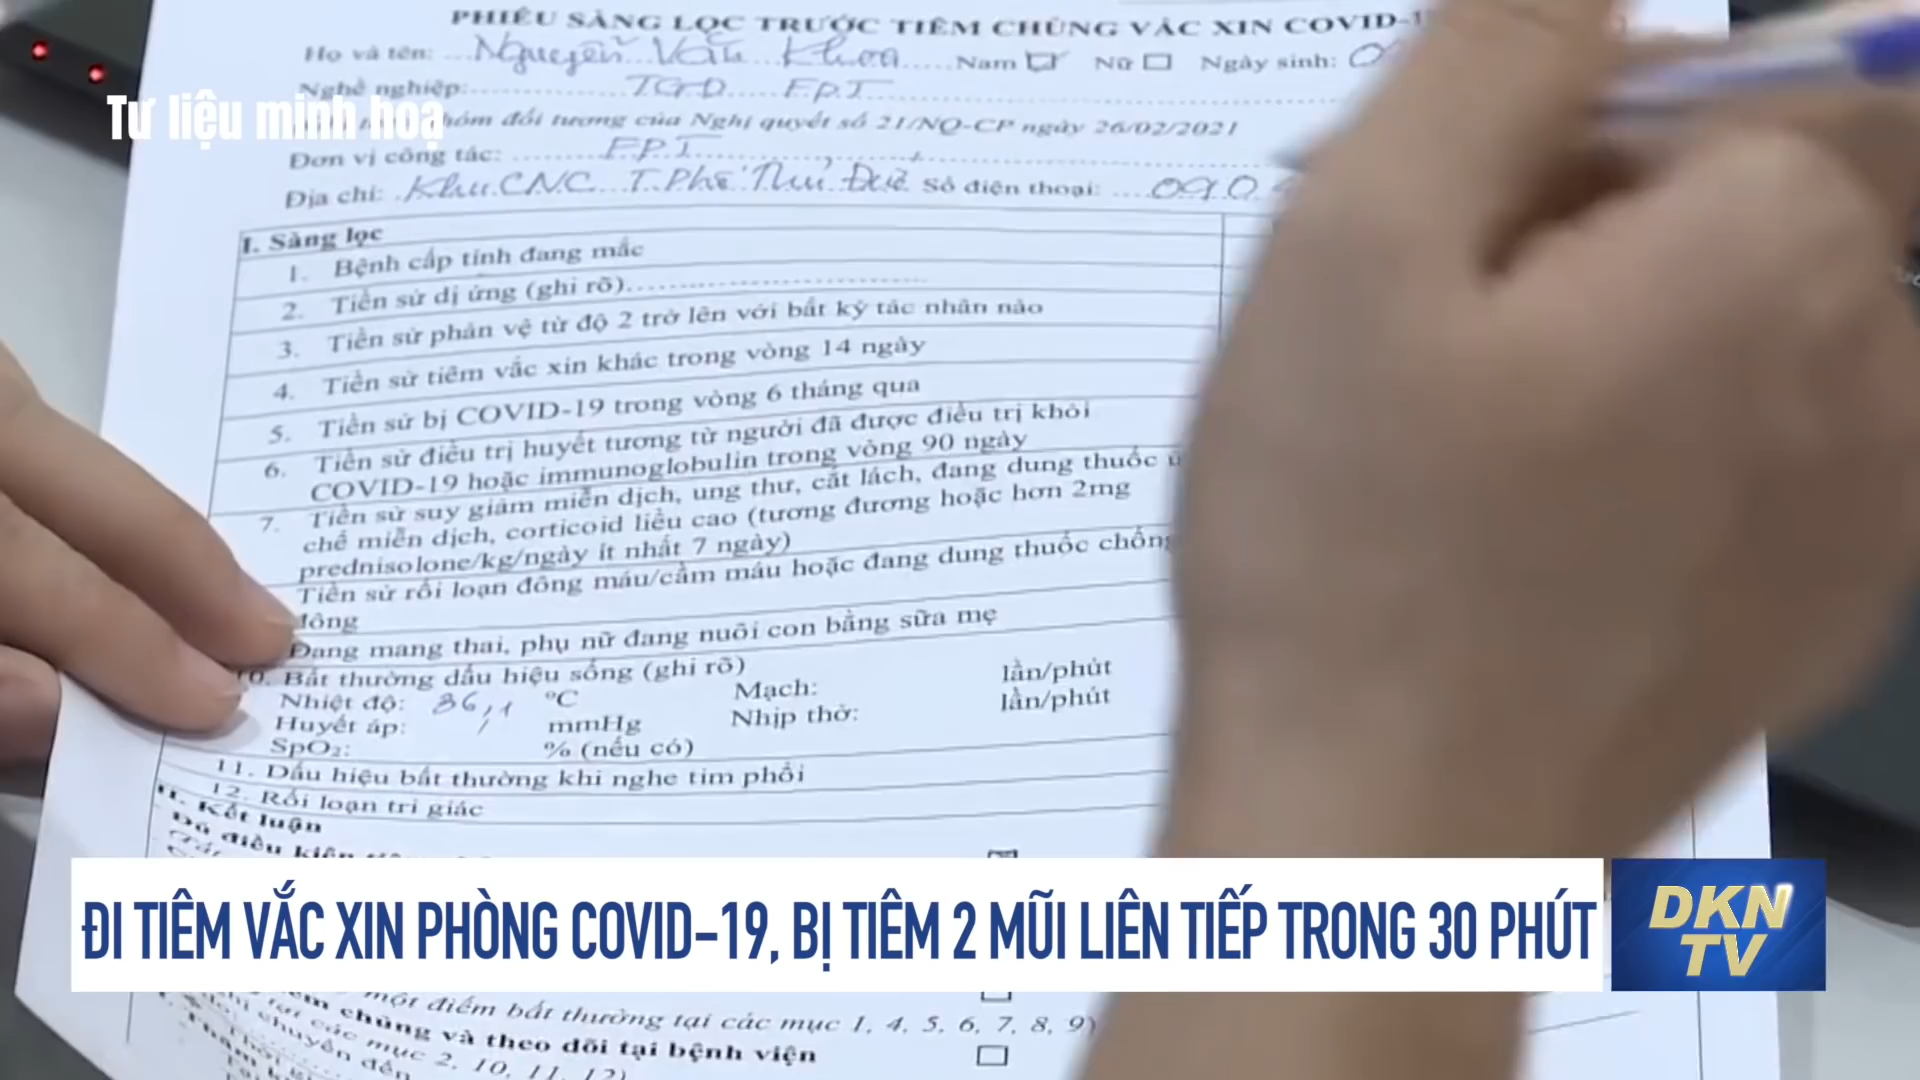 PHIẾU SÀNG LỌC TRƯỚC TIÊM CHỦNG VẮC XIN COVID-1
Họ và tên: Nguyễn Văn Khoa Nam Nữ Ngày sinh: 0
Nghề nghiệp: TGD FPT
Tư liệu minh hoạ
hóm đối tượng của Nghị quyết số 21/NQ-CP ngày 26/02/2021
Đơn vị công tác: FPT
Địa chỉ: Khu CNC T.Phố Thủ Đức Số điện thoại: 090
I. Sàng lọc
1. Bệnh cấp tính đang mắc
2. Tiền sử dị ứng (ghi rõ)
3. Tiền sử phản vệ từ độ 2 trở lên với bất kỳ tác nhân nào
4. Tiền sử tiêm vắc xin khác trong vòng 14 ngày
5. Tiền sử bị COVID-19 trong vòng 6 tháng qua
6. Tiền sử điều trị huyết tương từ người đã được điều trị khỏi
COVID-19 hoặc immunoglobulin trong vòng 90 ngày
7. Tiền sử suy giảm miễn dịch, ung thư, cắt lách, đang dung thuốc ứ
chế miễn dịch, corticoid liều cao (tương đương hoặc hơn 2mg
prednisolone/kg/ngày ít nhất 7 ngày)
Tiền sử rối loạn đông máu/cầm máu hoặc đang dung thuốc chống
đông
Đang mang thai, phụ nữ đang nuôi con bằng sữa mẹ
10. Bất thường dấu hiệu sống (ghi rõ)
Nhiệt độ: 36,1 °C Mạch: lần/phút
Huyết áp: mmHg Nhịp thở: lần/phút
SpO2: % (nếu có)
11. Dấu hiệu bất thường khi nghe tim phổi
12. Rối loạn tri giác
II. Kết luận
Đủ điều kiện
ĐI TIÊM VẮC XIN PHÒNG COVID-19, BỊ TIÊM 2 MŨI LIÊN TIẾP TRONG 30 PHÚT
DKN
TV
một điểm bất thường tại các mục 1, 4, 5, 6, 7, 8, 9)
chủng và theo dõi tại bệnh viện
tại các mục 2, 10, 11, 12)
chuyển đến